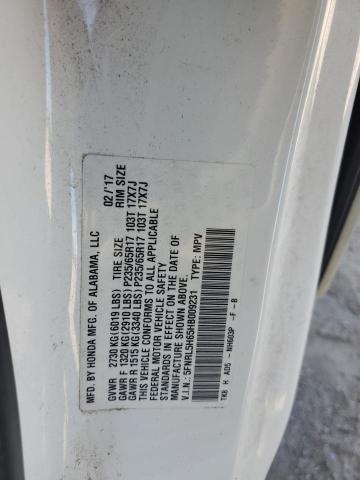 MFD. BY HONDA MFG. OF ALABAMA, LLC 02/'17
GVWR 2730 KG (6019 LBS) TIRE SIZE RIM SIZE
GAWR F 1320 KG (2910 LBS) P235/65R17 103T 17X7J
GAWR R 1515 KG (3340 LBS) P235/65R17 103T 17X7J
THIS VEHICLE CONFORMS TO ALL APPLICABLE
FEDERAL MOTOR VEHICLE SAFETY
STANDARDS IN EFFECT ON THE DATE OF
MANUFACTURE SHOWN ABOVE.
V.I.N.: 5FNRL5H65HB009231 TYPE: MPV
TK8 H AD5 - NH603P -F -B